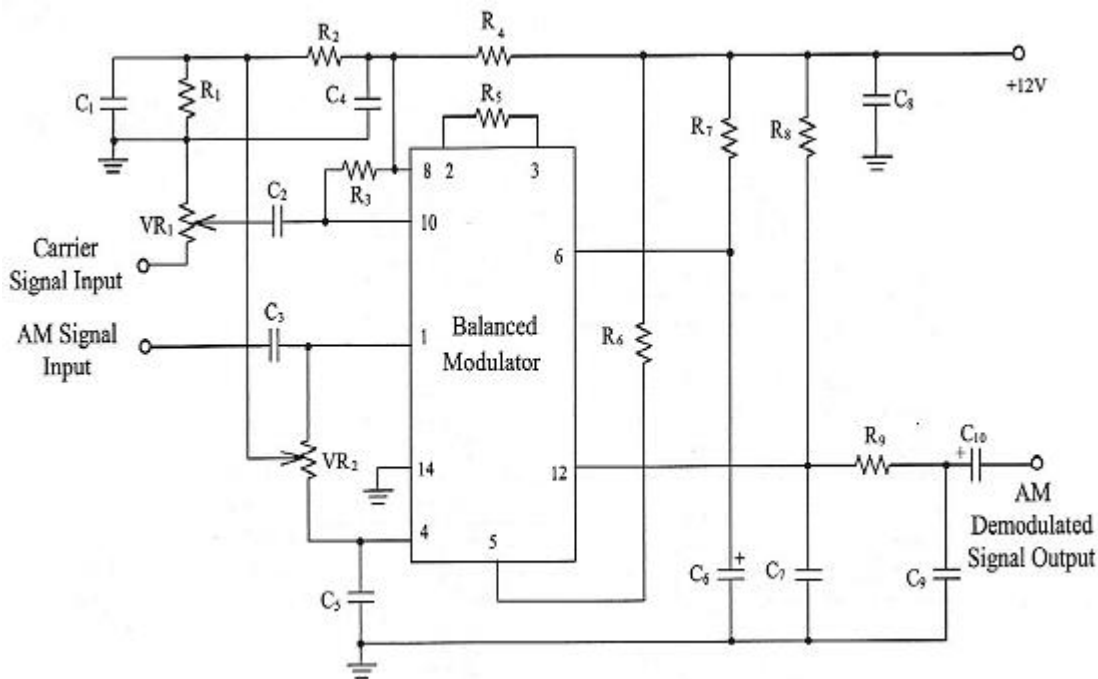 R2
R4
C1
R1
C4
R5
+12V
C8
R7
R8
2
3
8
R3
C2
10
VR1
Carrier
Signal Input
6
C3
AM Signal
Input
1
Balanced
Modulator
R6
VR2
R9
C10
+
14
12
AM
Demodulated
Signal Output
4
5
C5
C6
+
C7
C9